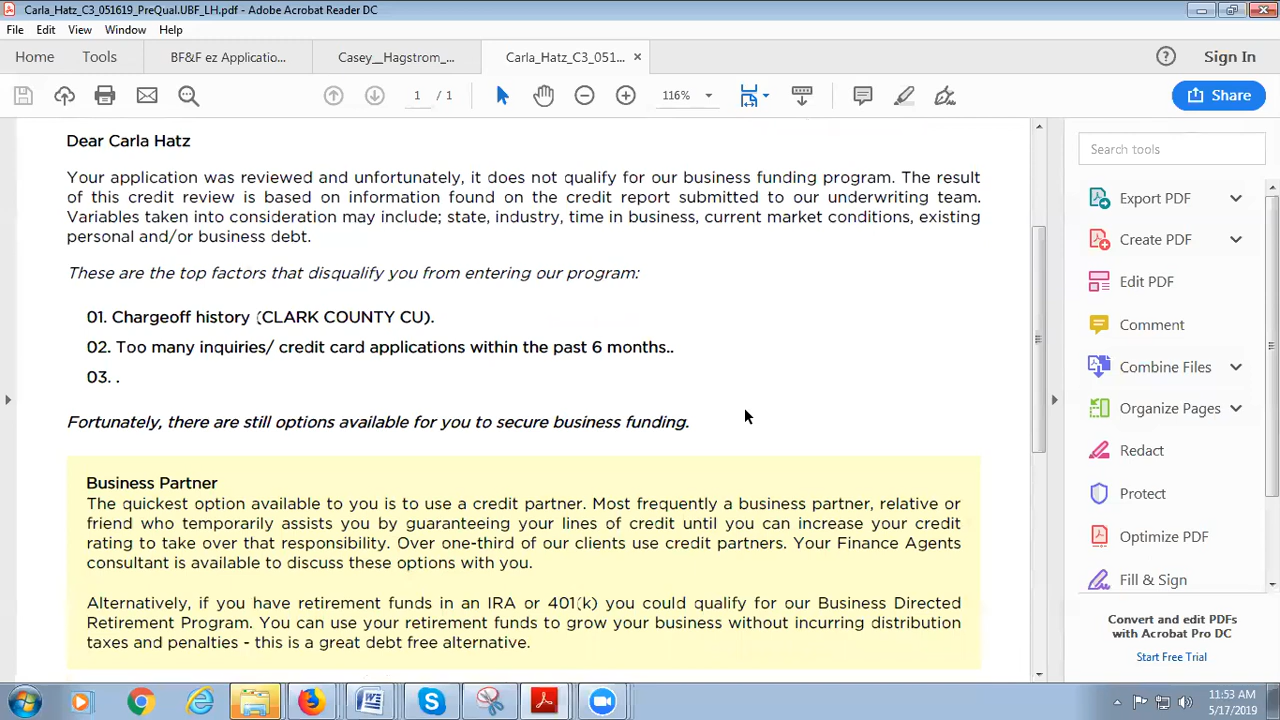 Carla_Hatz_C3_051619_PreQual.UBF_LH.pdf - Adobe Acrobat Reader DC
File Edit View Window Help
Home Tools BF&F ez Applicatio... Casey__Hagstrom_... Carla_Hatz_C3_051... × Sign In
1 / 1 116% Share
Dear Carla Hatz
Your application was reviewed and unfortunately, it does not qualify for our business funding program. The result
of this credit review is based on information found on the credit report submitted to our underwriting team.
Variables taken into consideration may include; state, industry, time in business, current market conditions, existing
personal and/or business debt.
These are the top factors that disqualify you from entering our program:
01. Chargeoff history (CLARK COUNTY CU).
02. Too many inquiries/ credit card applications within the past 6 months..
03. .
Fortunately, there are still options available for you to secure business funding.
Business Partner
The quickest option available to you is to use a credit partner. Most frequently a business partner, relative or
friend who temporarily assists you by guaranteeing your lines of credit until you can increase your credit
rating to take over that responsibility. Over one-third of our clients use credit partners. Your Finance Agents
consultant is available to discuss these options with you.
Alternatively, if you have retirement funds in an IRA or 401(k) you could qualify for our Business Directed
Retirement Program. You can use your retirement funds to grow your business without incurring distribution
taxes and penalties - this is a great debt free alternative.
Search tools
Export PDF
Create PDF
Edit PDF
Comment
Combine Files
Organize Pages
Redact
Protect
Optimize PDF
Fill & Sign
Convert and edit PDFs
with Acrobat Pro DC
Start Free Trial
11:53 AM
5/17/2019